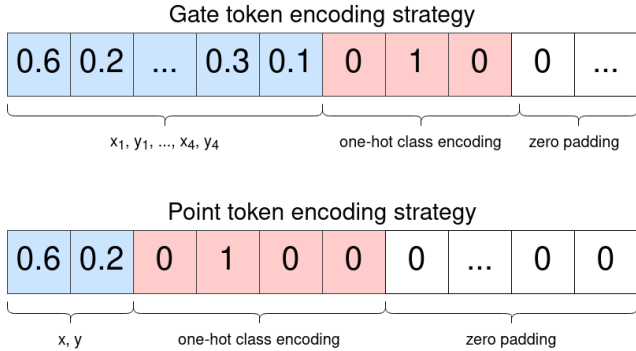 Gate token encoding strategy
0.6 0.2 ... 0.3 0.1 0 1 0 0 ...
x1, y1, ..., x4, y4 one-hot class encoding zero padding
Point token encoding strategy
0.6 0.2 0 1 0 0 0 ... 0 0
x, y one-hot class encoding zero padding